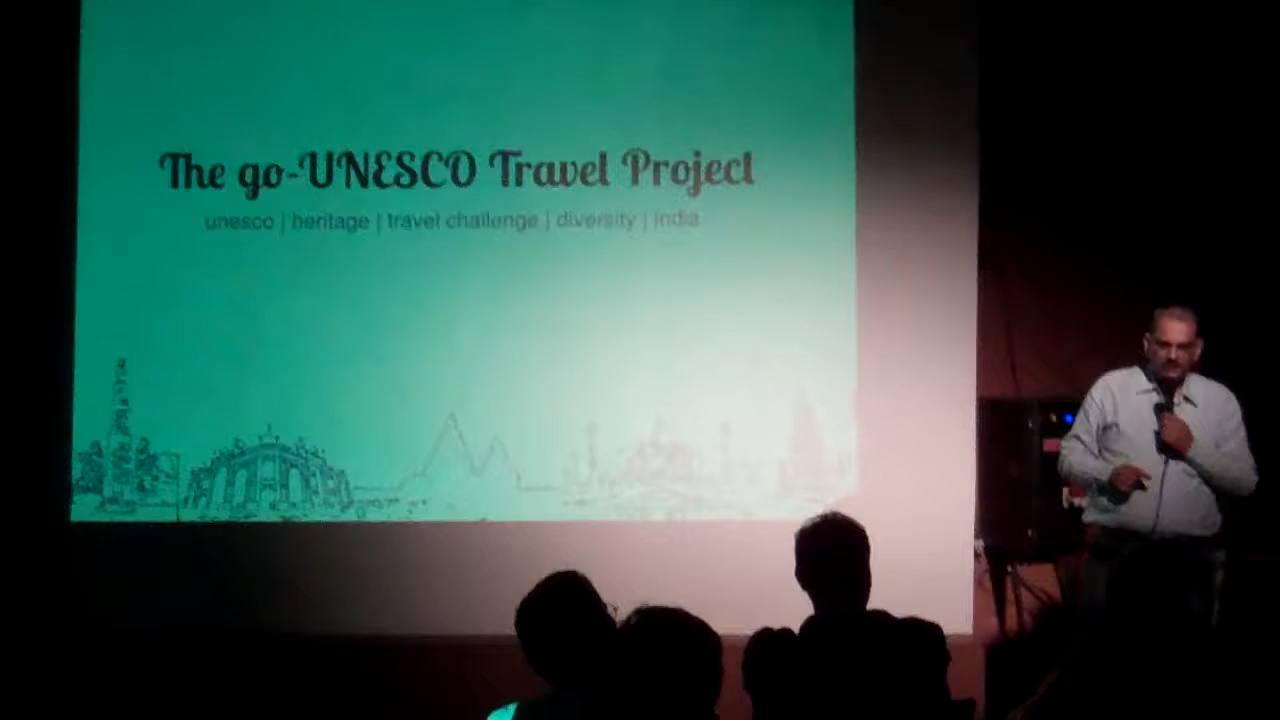 The go-UNESCO Travel Project
unesco | heritage | travel challenge | diversity | india